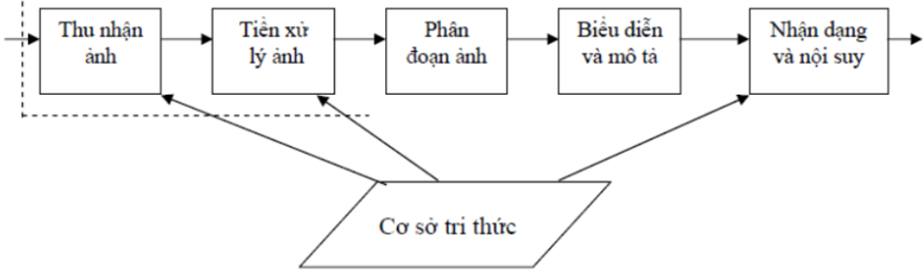 Thu nhận
ảnh
Tiền xử
lý ảnh
Phân
đoạn ảnh
Biểu diễn
và mô tả
Nhận dạng
và nội suy
Cơ sở tri thức